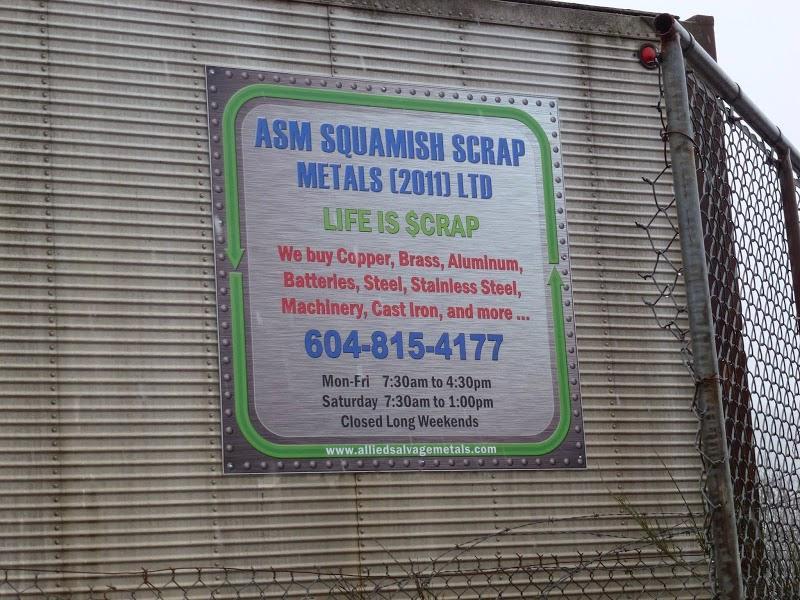 ASM SQUAMISH SCRAP
METALS (2011) LTD
LIFE IS $CRAP
We buy Copper, Brass, Aluminum,
Batteries, Steel, Stainless Steel,
Machinery, Cast Iron, and more ...
604-815-4177
Mon-Fri 7:30am to 4:30pm
Saturday 7:30am to 1:00pm
Closed Long Weekends
www.alliedsalvagemetals.com